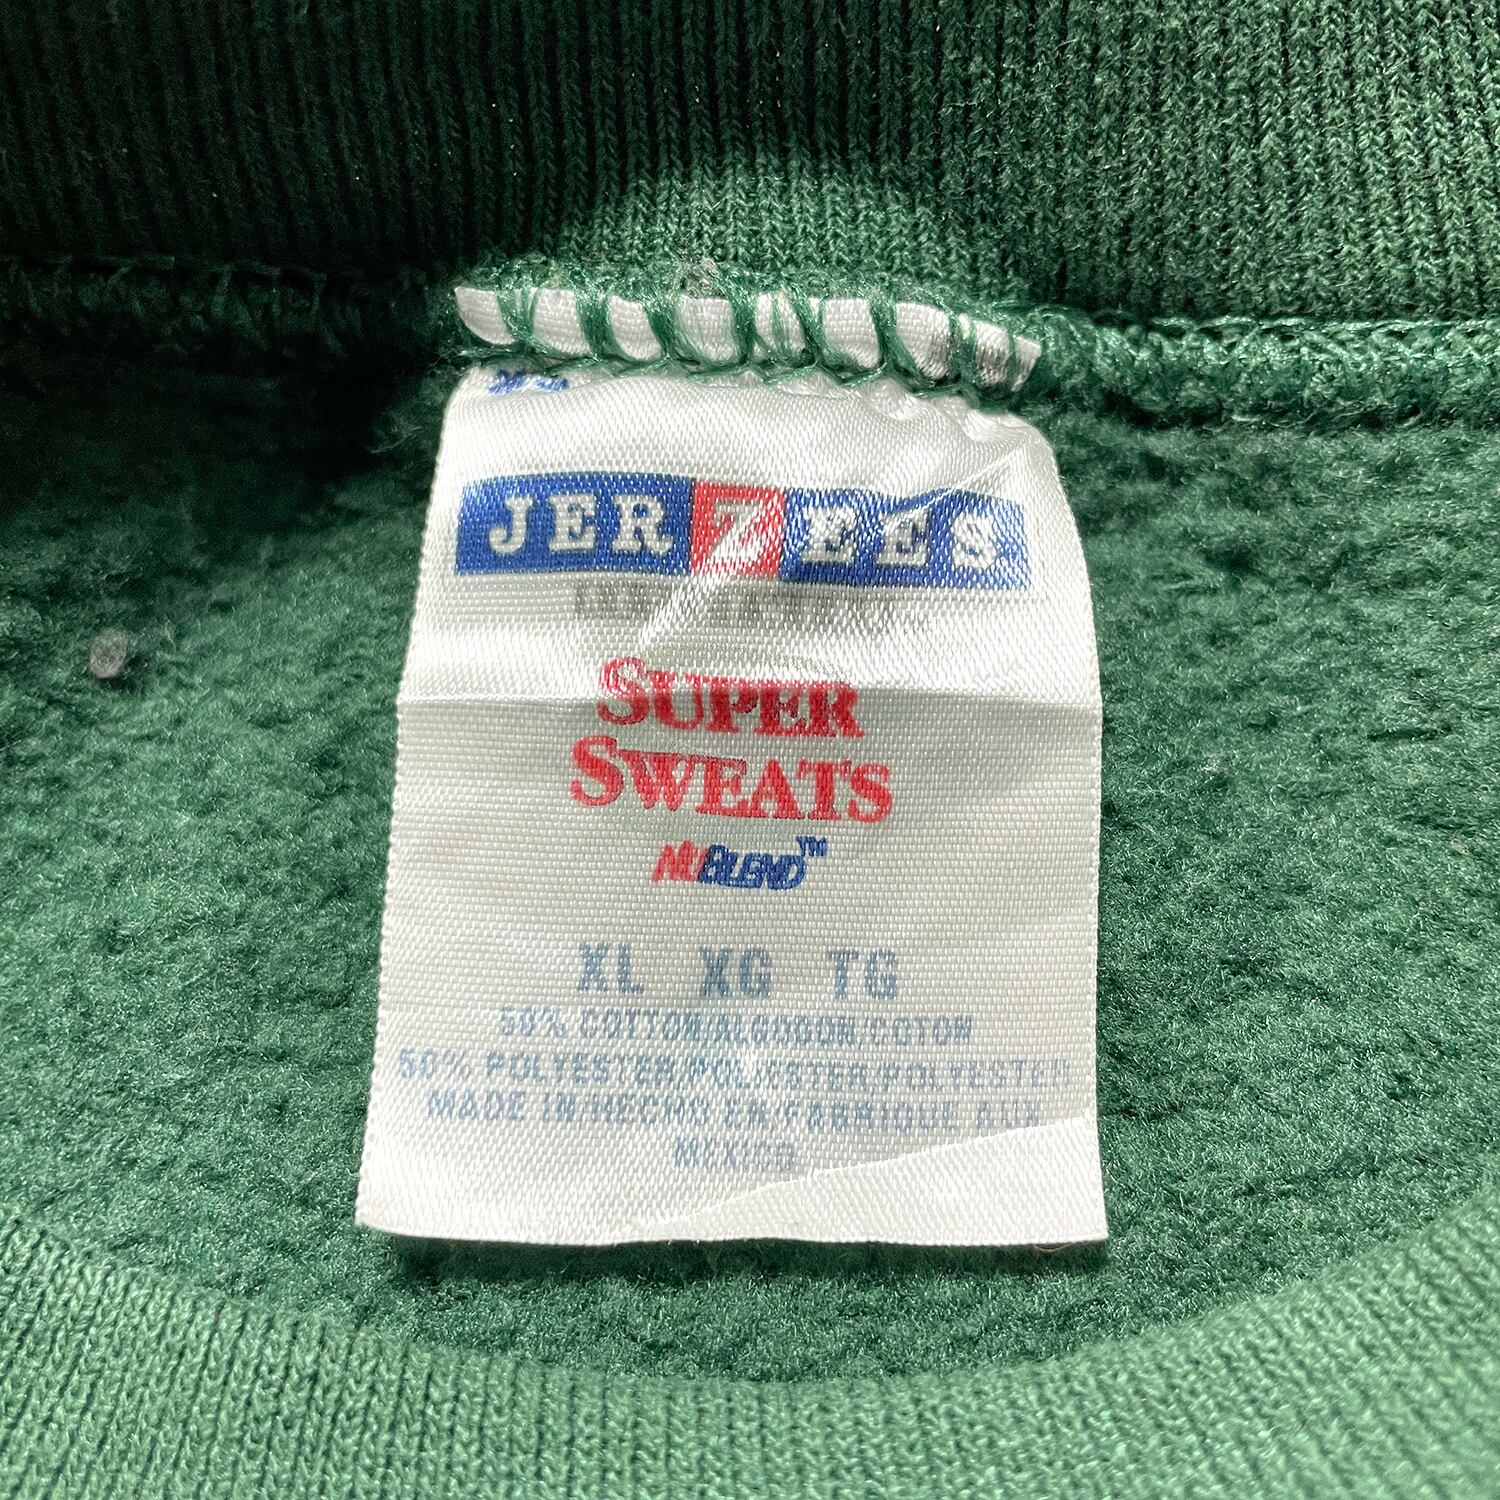 JERZEES
SUPER
SWEATS
NUBLEND™
XL XG TG
50% COTTON/ALGODON/COTON
50% POLYESTER/POLIESTER/POLYESTER
MADE IN/HECHO EN/FABRIQUE AUX
MEXICO